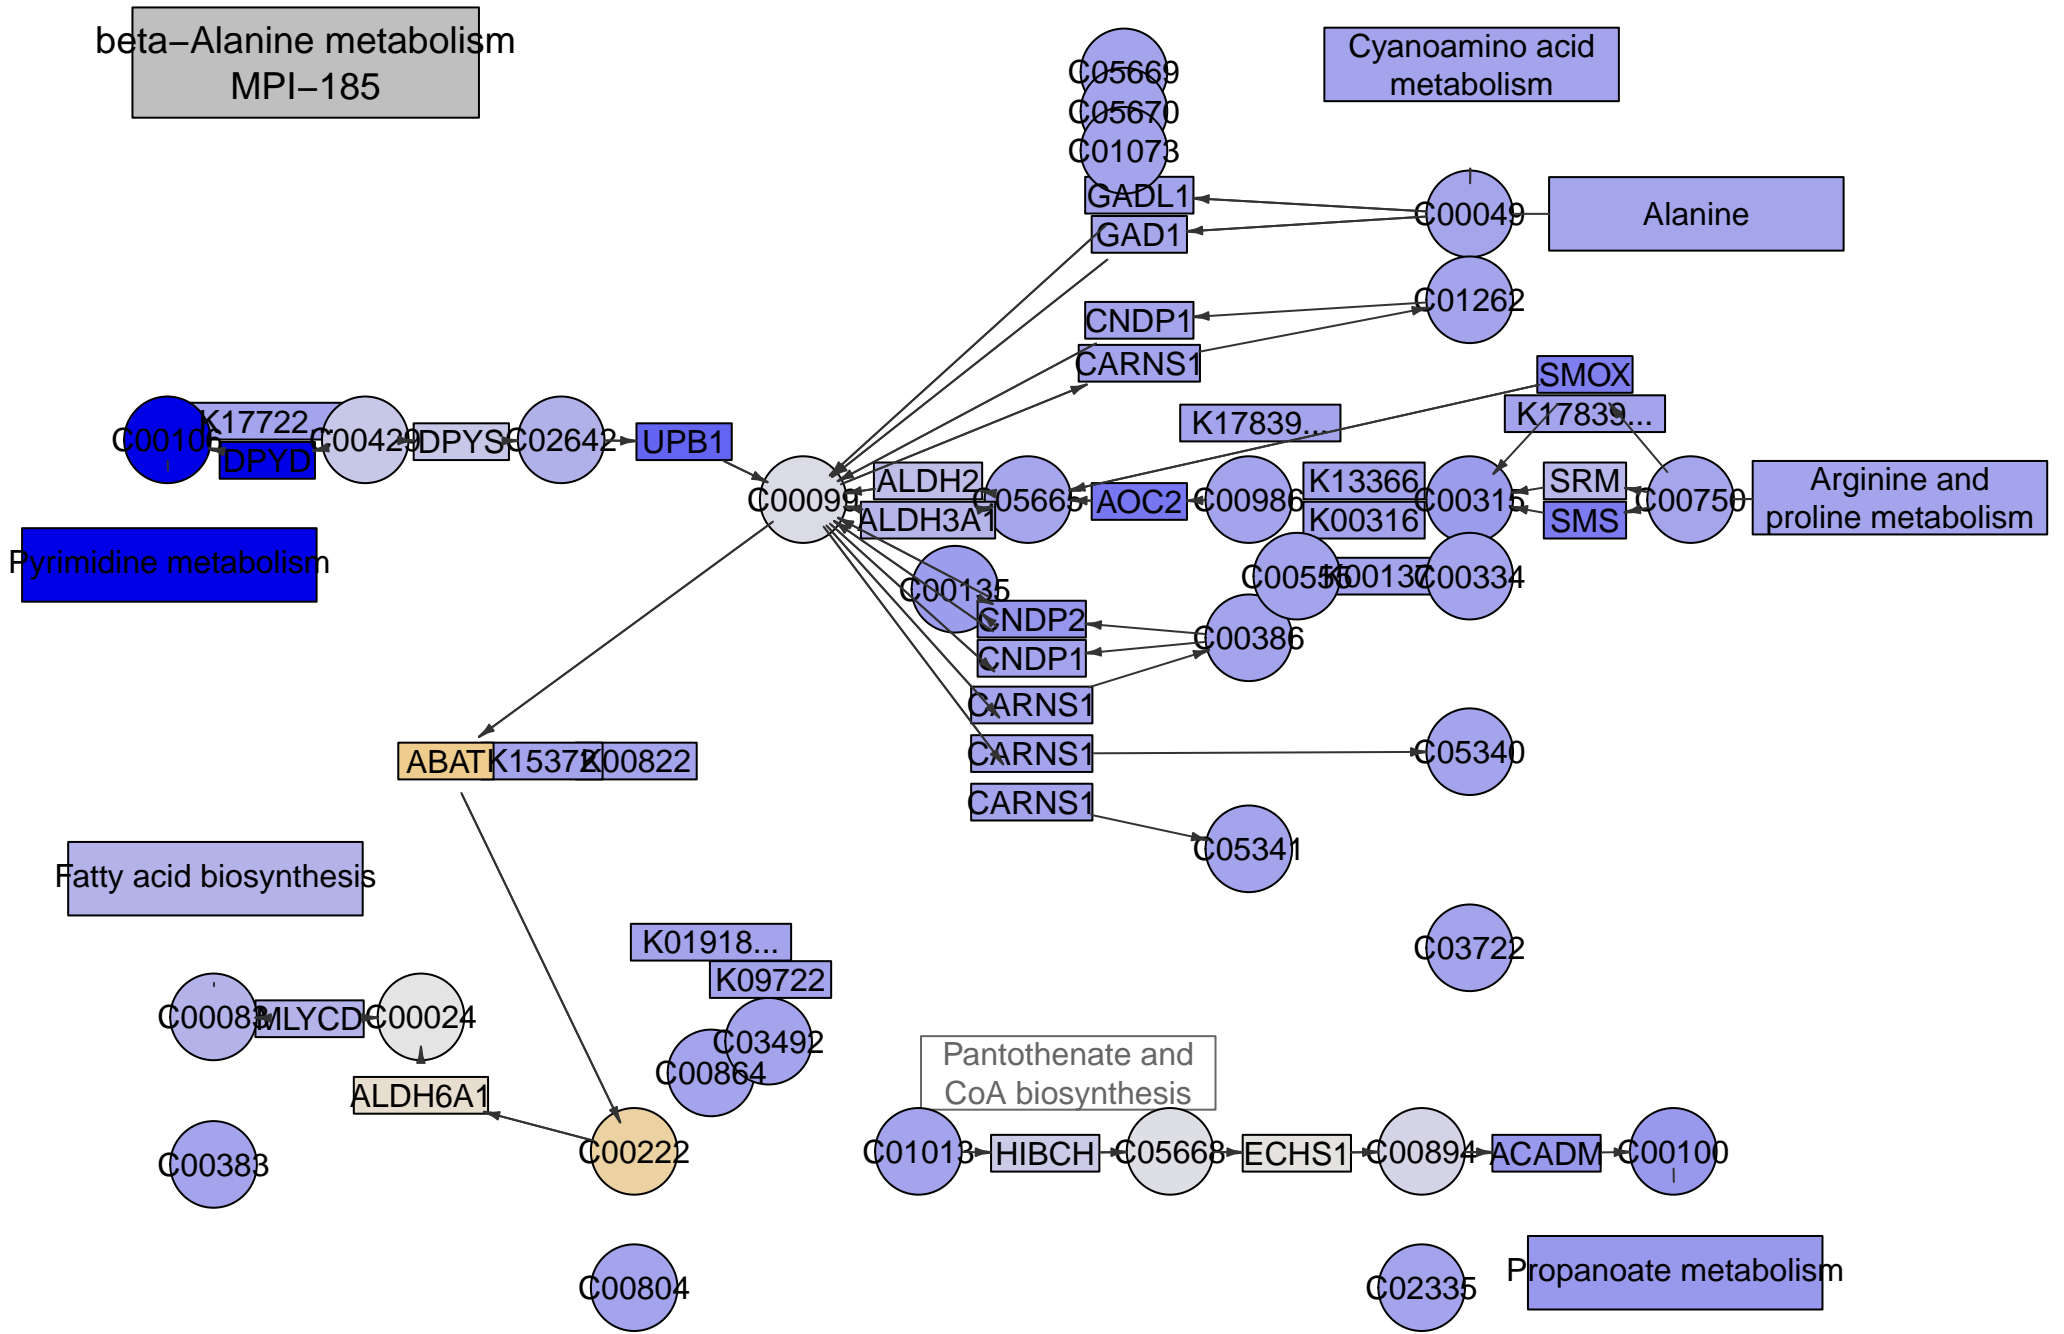 beta−Alanine metabolism
MPI−185
C05669
C05670
C01073
Cyanoamino acid
metabolism
GADL1
GAD1
C00049
Alanine
CNDP1
CARNS1
C01262
SMOX
K17839...
K17839...
C00106
K17722...
DPYD
C00429
DPYS
C02642
UPB1
C00099
ALDH2
ALDH3A1
C05665
AOC2
C00986
K13366
K00316
C00315
SRM
SMS
C00750
Arginine and
proline metabolism
Pyrimidine metabolism
C00135
C00555
K00137
C00334
CNDP2
CNDP1
C00386
CARNS1
CARNS1
CARNS1
C05340
C05341
ABAT
K15372
K00822
Fatty acid biosynthesis
K01918...
K09722
C03722
C00083
MLYCD
C00024
C03492
C00864
ALDH6A1
Pantothenate and
CoA biosynthesis
C00383
C00222
C01013
HIBCH
C05668
ECHS1
C00894
ACADM
C00100
C00804
C02335
Propanoate metabolism